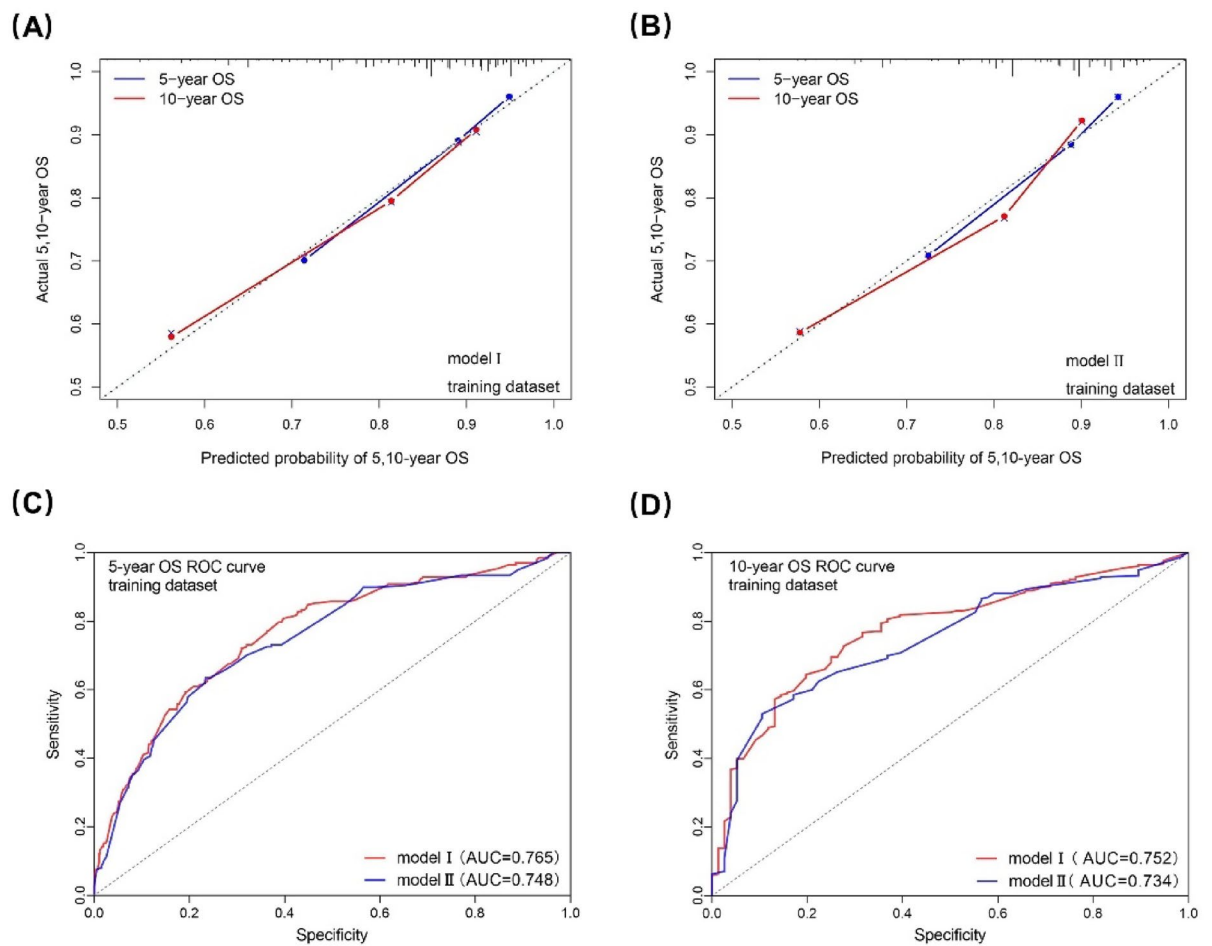 (A)
5-year OS
10-year OS
Actual 5,10-year OS
1.0
0.9
0.8
0.7
0.6
0.5
model I
training dataset
0.5 0.6 0.7 0.8 0.9 1.0
Predicted probability of 5,10-year OS
(B)
5-year OS
10-year OS
Actual 5,10-year OS
1.0
0.9
0.8
0.7
0.6
0.5
model II
training dataset
0.5 0.6 0.7 0.8 0.9 1.0
Predicted probability of 5,10-year OS
(C)
5-year OS ROC curve
training dataset
Sensitivity
1.0
0.8
0.6
0.4
0.2
0.0
model I (AUC=0.765)
model II (AUC=0.748)
0.0 0.2 0.4 0.6 0.8 1.0
Specificity
(D)
10-year OS ROC curve
training dataset
Sensitivity
1.0
0.8
0.6
0.4
0.2
0.0
model I ( AUC=0.752)
model II ( AUC=0.734)
0.0 0.2 0.4 0.6 0.8 1.0
Specificity